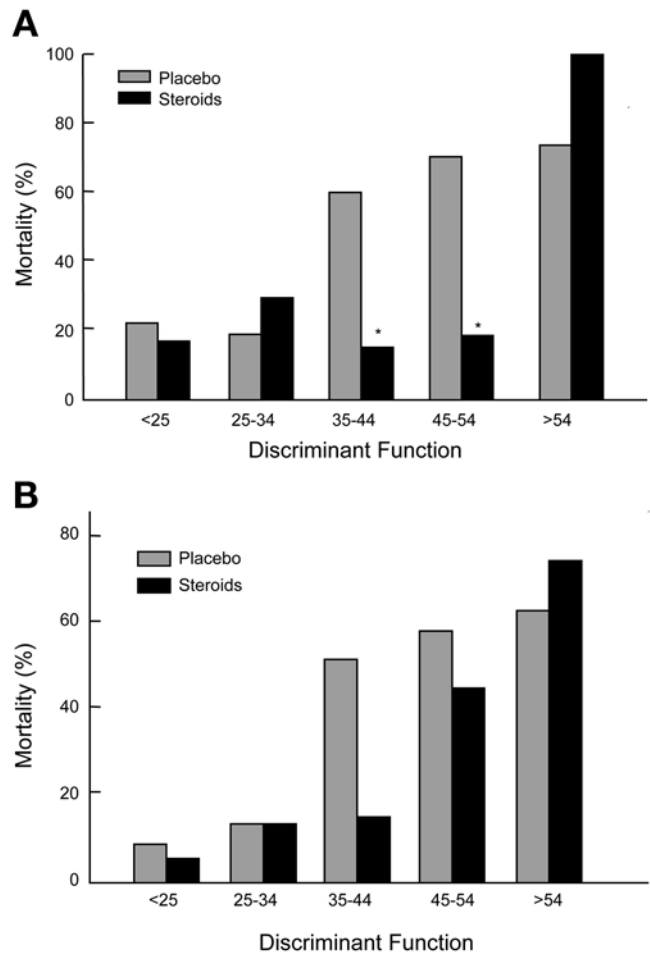 A
100
80
60
40
20
0
Mortality (%)
Placebo
Steroids
*
*
<25 25-34 35-44 45-54 >54
Discriminant Function
B
80
60
40
20
0
Mortality (%)
Placebo
Steroids
<25 25-34 35-44 45-54 >54
Discriminant Function